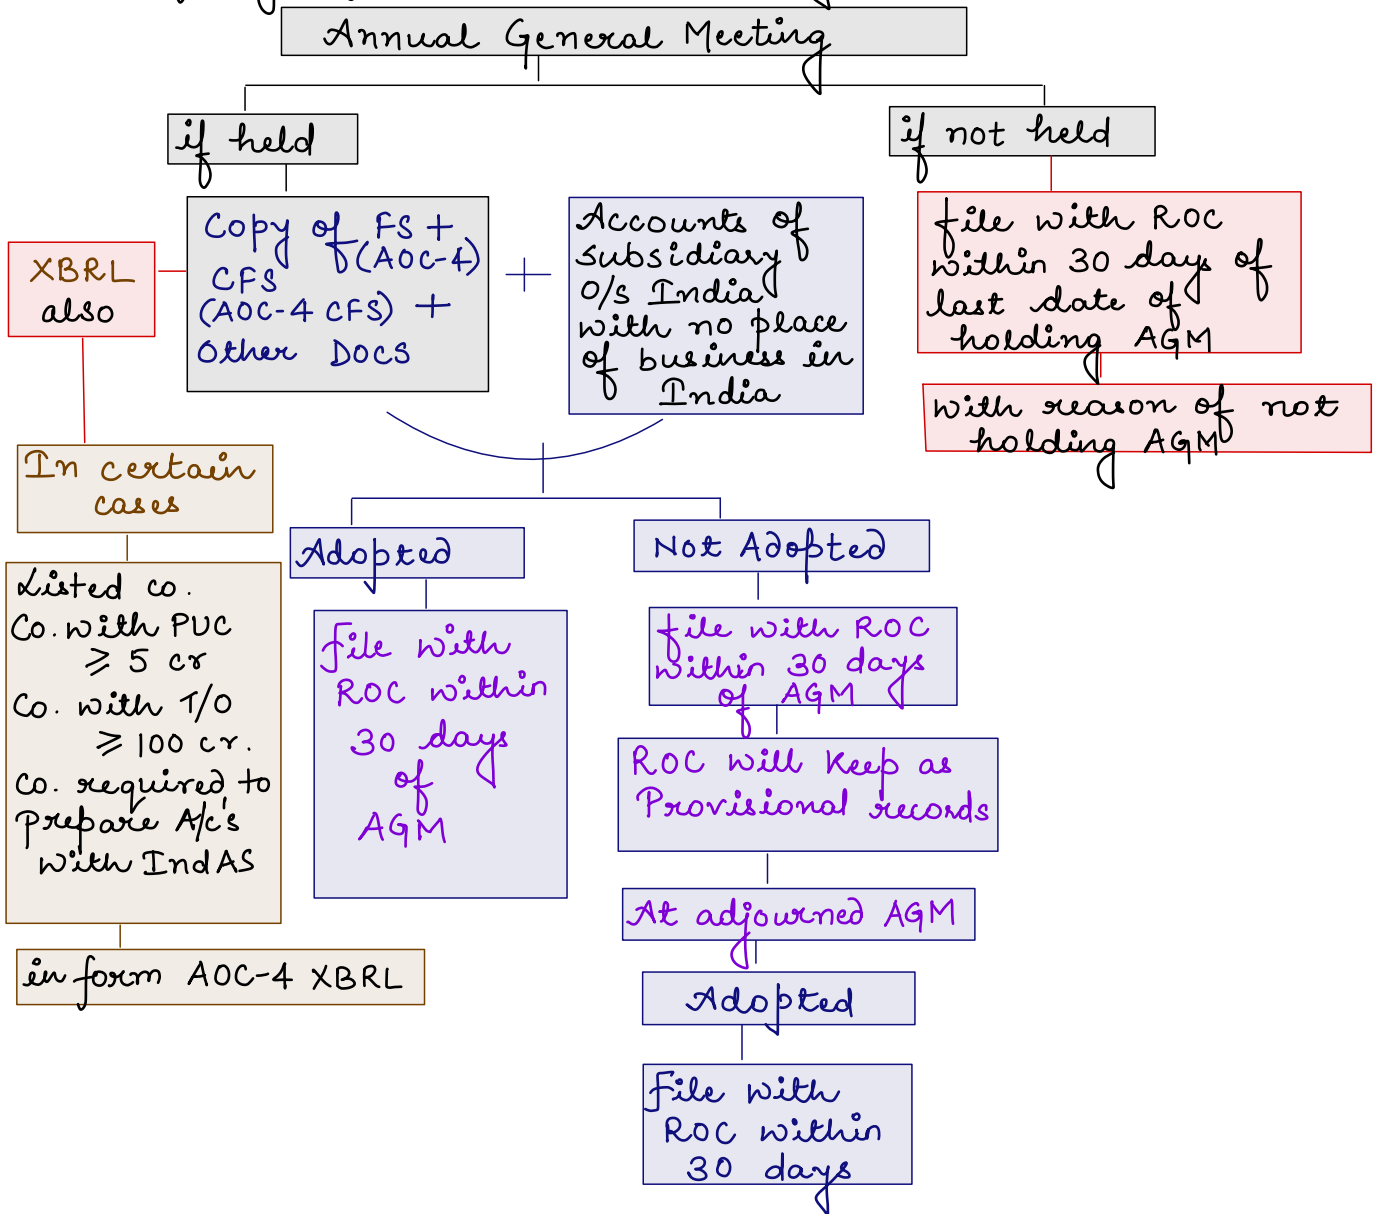 Annual General Meeting
if held
if not held
Copy of FS +
(AOC-4)
CFS
(AOC-4 CFS) +
Other DOCS
+
Accounts of
subsidiary
O/S India
with no place
of business in
India
file with ROC
within 30 days of
last date of
holding AGM
with reason of not
holding AGM
XBRL
also
In certain
cases
Listed co.
Co. with PUC
≥ 5 cr
Co. with T/O
≥ 100 cr.
Co. required to
prepare A/c's
with IndAS
in form AOC-4 XBRL
Adopted
File with
ROC within
30 days
of
AGM
Not Adopted
file with ROC
within 30 days
of AGM
ROC will Keep as
Provisional records
At adjourned AGM
Adopted
File with
ROC within
30 days